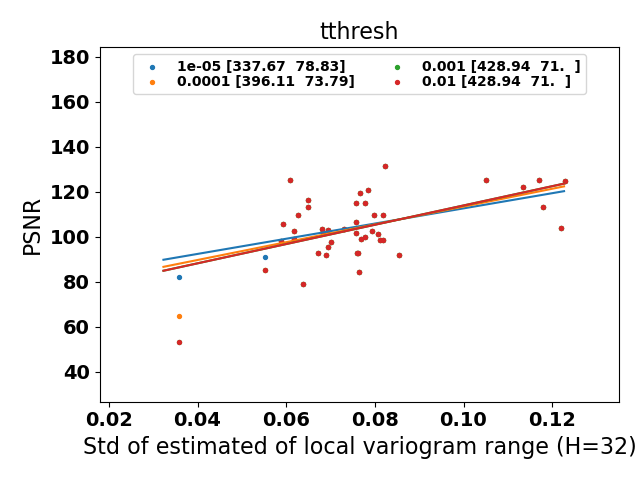 tthresh
1e-05 [337.67  78.83]
0.0001 [396.11  73.79]
0.001 [428.94  71.  ]
0.01 [428.94  71.  ]
PSNR
180
160
140
120
100
80
60
40
0.02 0.04 0.06 0.08 0.10 0.12
Std of estimated of local variogram range (H=32)